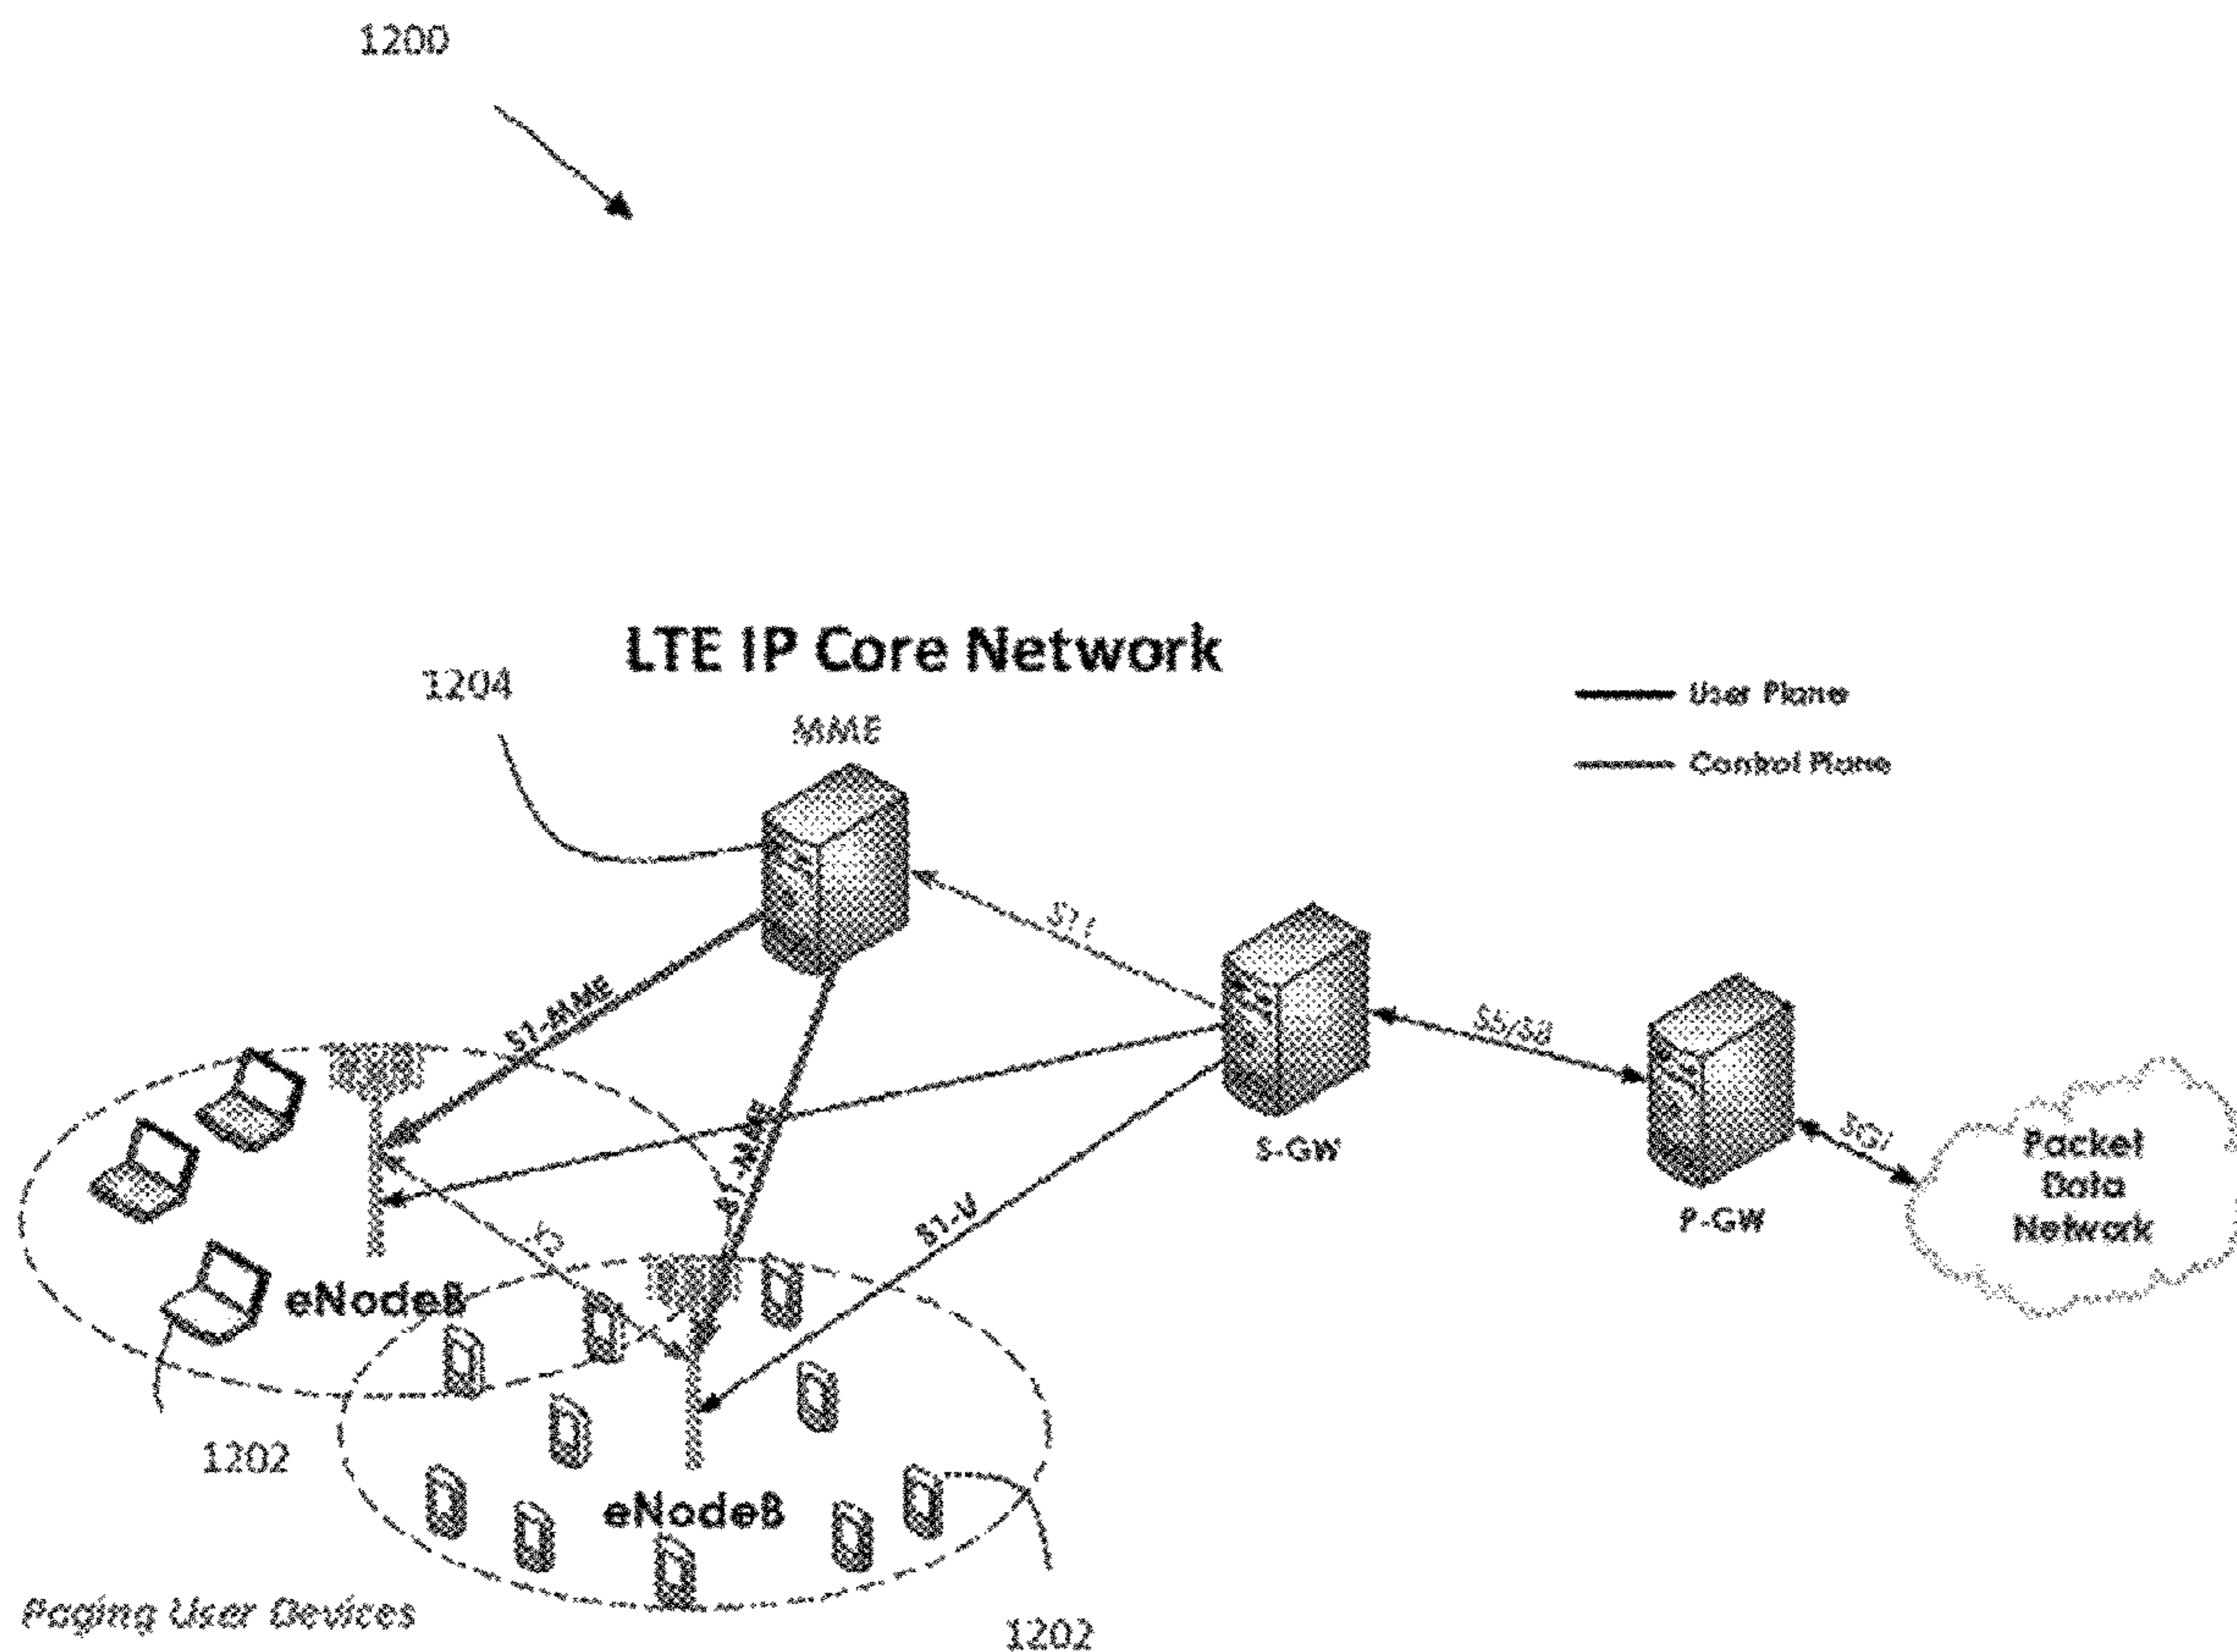 1200
LTE IP Core Network
1204
MME
User Plane
Control Plane
S11
S1-MME
S5/S8
S-GW
SGi
Packet
Data
Network
P-GW
S1-MME
S1-U
X2
eNodeB
1202
eNodeB
Paging User Devices
1202